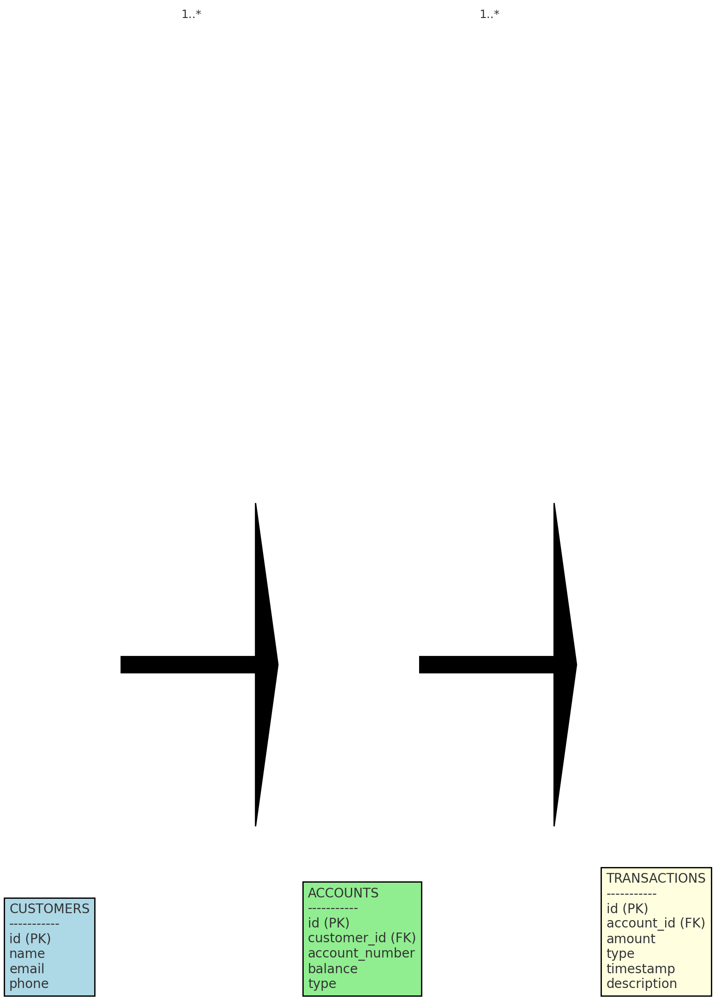 1..*
1..*
CUSTOMERS
-----------
id (PK)
name
email
phone
ACCOUNTS
-----------
id (PK)
customer_id (FK)
account_number
balance
type
TRANSACTIONS
-----------
id (PK)
account_id (FK)
amount
type
timestamp
description